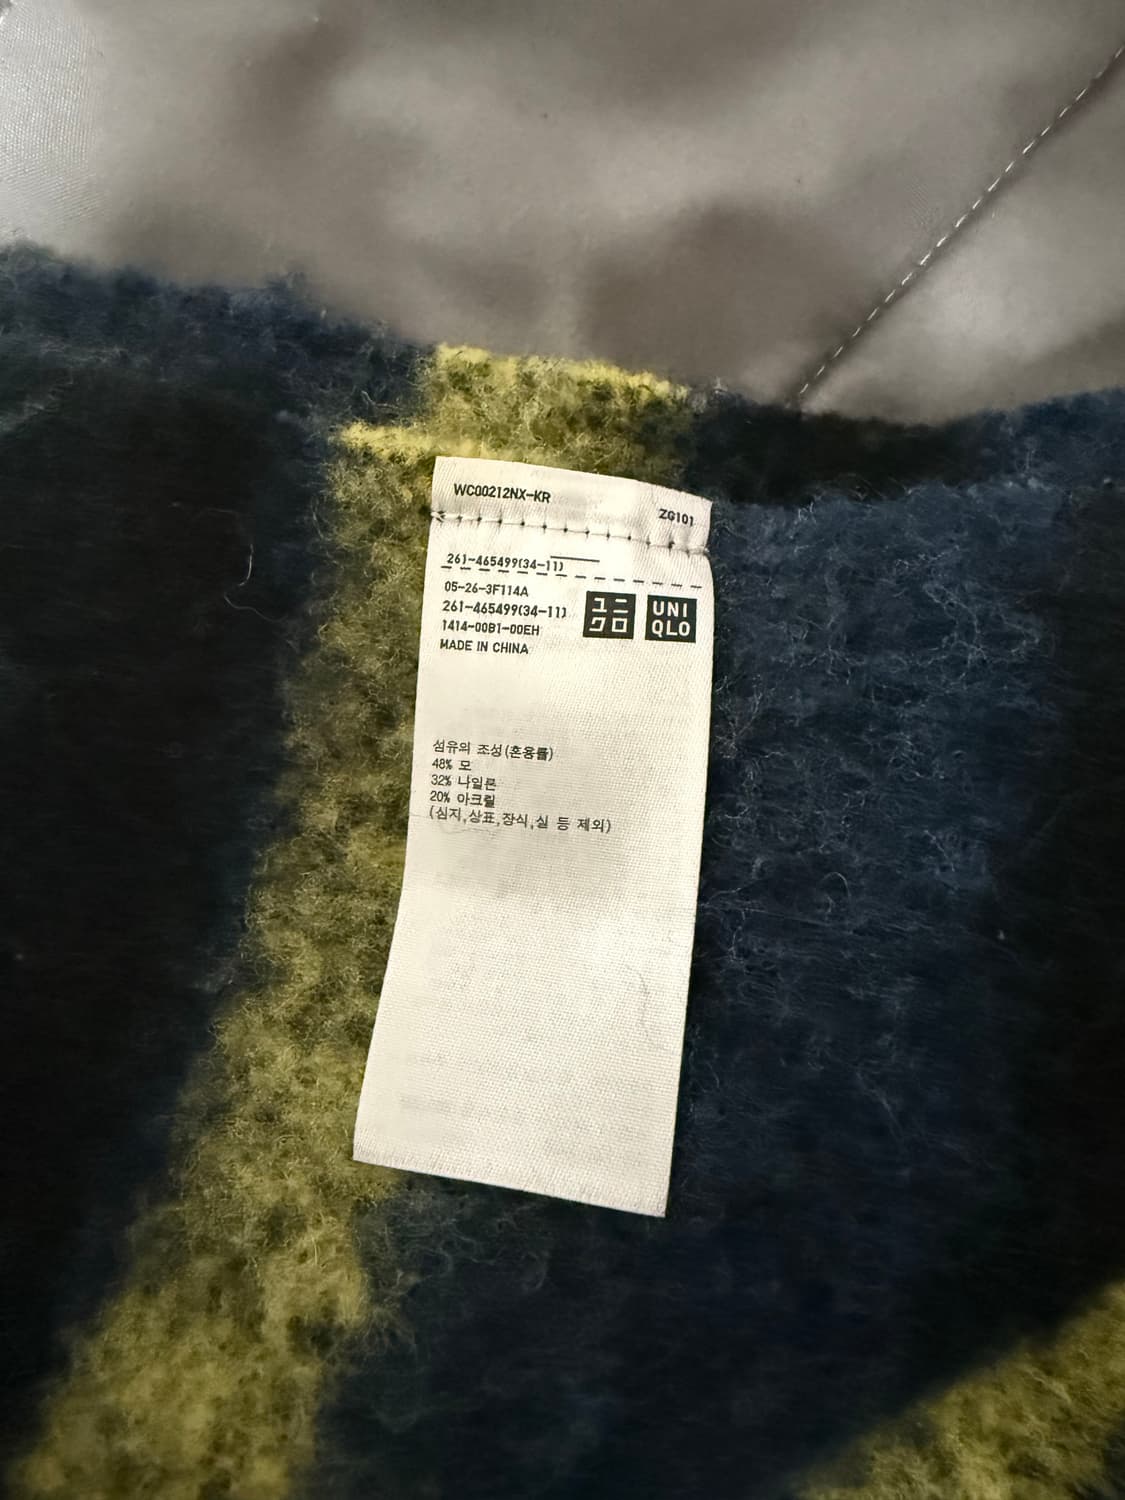 WC00212NX-KR
ZG101
261-465499(34-11)
05-26-3F114A
261-465499(34-11)
1414-00B1-00EH
MADE IN CHINA
ユニ
クロ
UNI
QLO
섬유의 조성(혼용률)
48% 모
32% 나일론
20% 아크릴
(심지,상표,장식,실 등 제외)